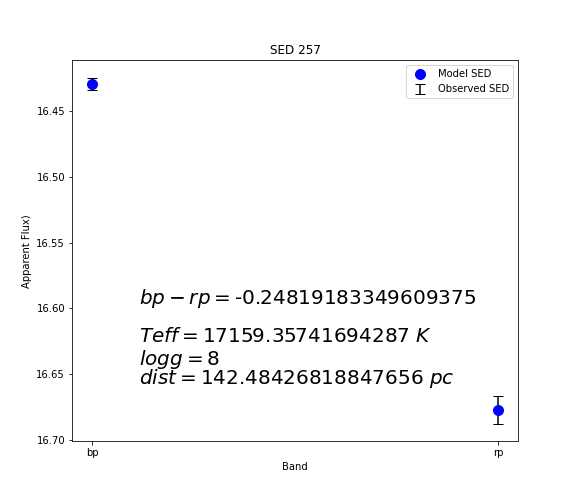 SED 257
Model SED
Observed SED
Apparent Flux)
16.45
16.50
16.55
16.60
16.65
16.70
bp − rp = -0.24819183349609375
Teff = 17159.35741694287 K
logg = 8
dist = 142.48426818847656 pc
bp
rp
Band